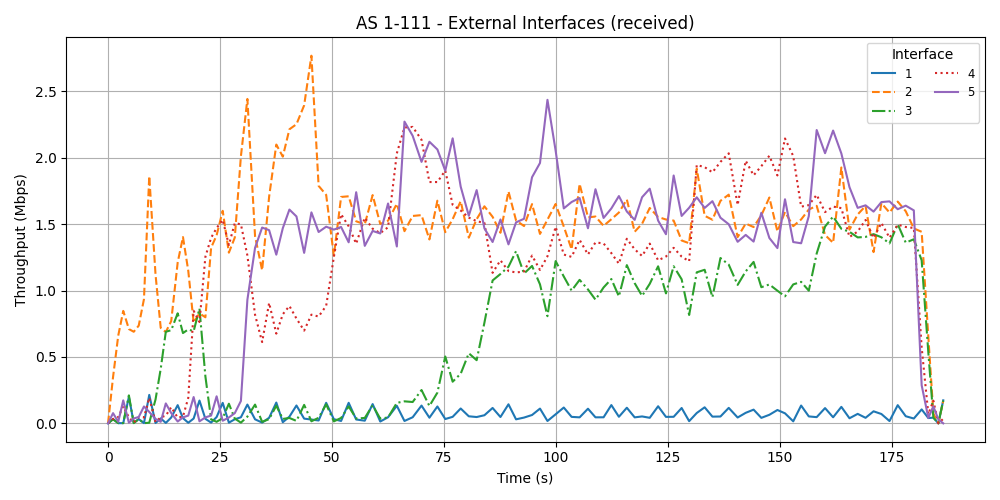 AS 1-111 - External Interfaces (received)
Interface
1 4
2 5
3
Throughput (Mbps)
2.5
2.0
1.5
1.0
0.5
0.0
0 25 50 75 100 125 150 175
Time (s)